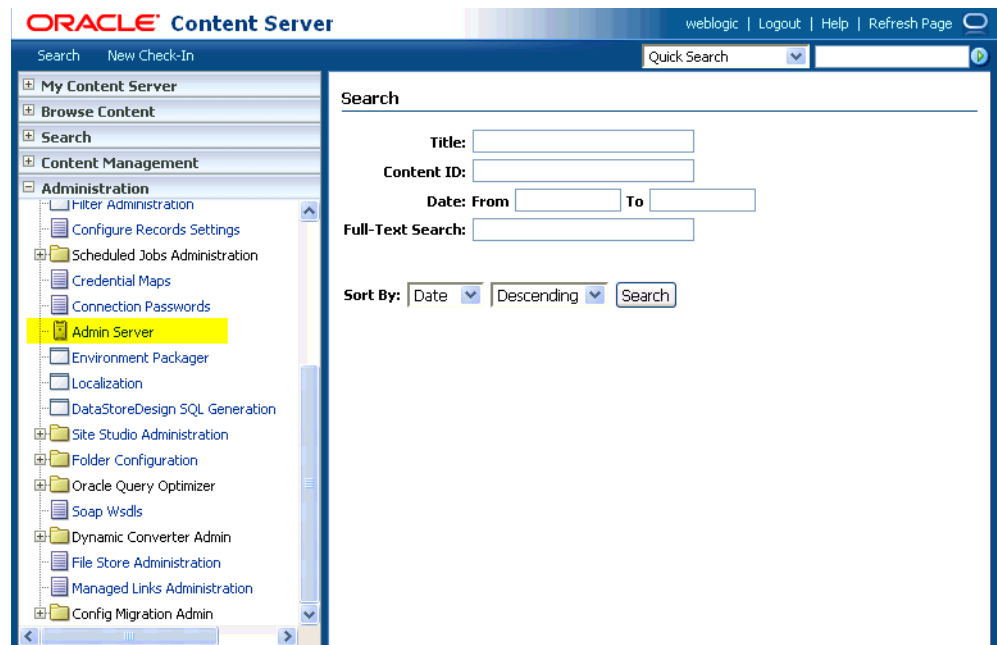 ORACLE Content Server
weblogic | Logout | Help | Refresh Page
Search New Check-In
Quick Search
My Content Server
Browse Content
Search
Content Management
Administration
Filter Administration
Configure Records Settings
Scheduled Jobs Administration
Credential Maps
Connection Passwords
Admin Server
Environment Packager
Localization
DataStoreDesign SQL Generation
Site Studio Administration
Folder Configuration
Oracle Query Optimizer
Soap Wsdls
Dynamic Converter Admin
File Store Administration
Managed Links Administration
Config Migration Admin
Search
Title:
Content ID:
Date: From To
Full-Text Search:
Sort By: Date Descending Search